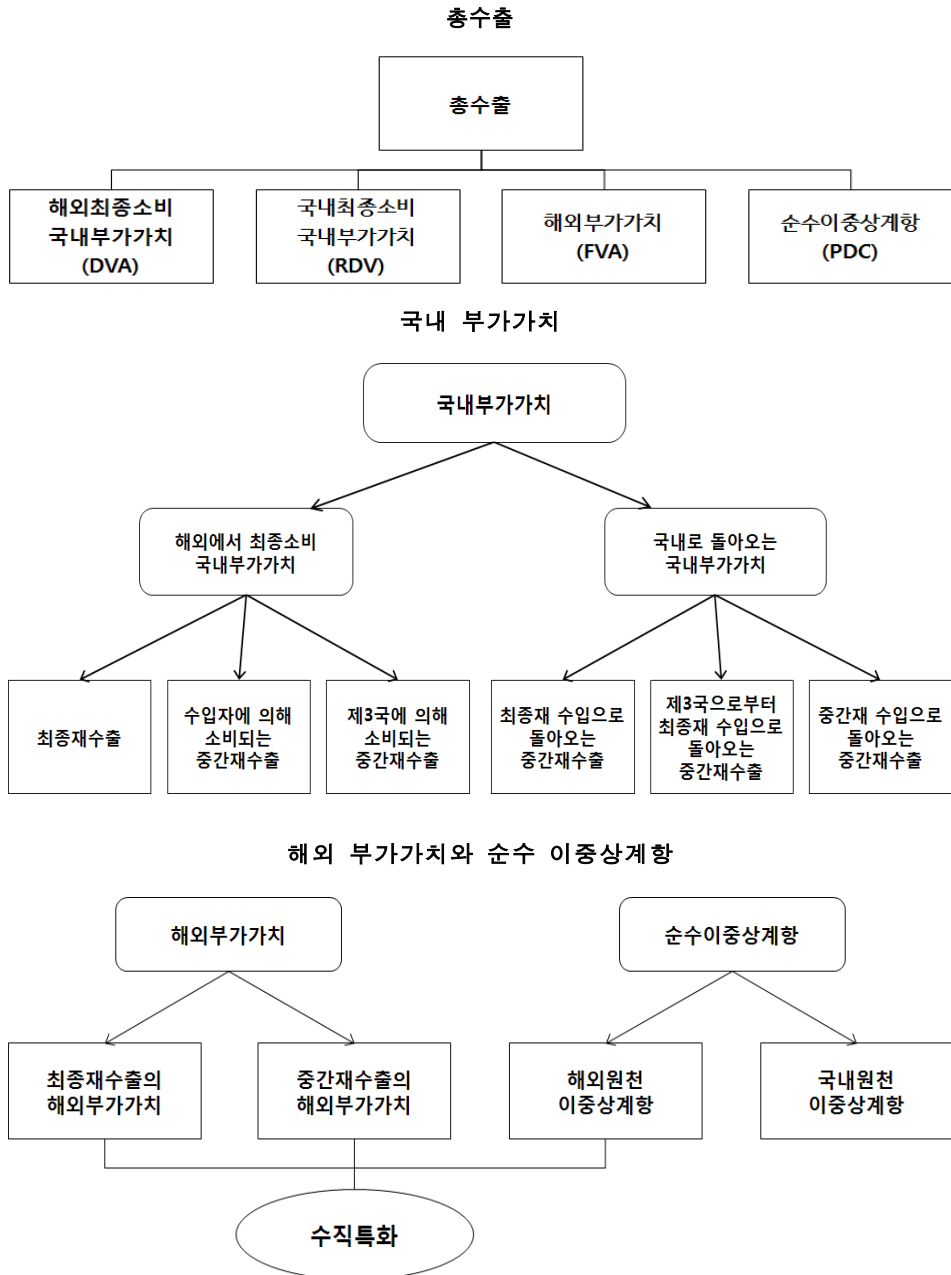 총수출
총수출
해외최종소비
국내부가가치
(DVA)
국내최종소비
국내부가가치
(RDV)
해외부가가치
(FVA)
순수이중상계항
(PDC)
국내 부가가치
국내부가가치
해외에서 최종소비
국내부가가치
국내로 돌아오는
국내부가가치
최종재수출
수입자에 의해
소비되는
중간재수출
제3국에 의해
소비되는
중간재수출
최종재 수입으로
돌아오는
중간재수출
제3국으로부터
최종재 수입으로
돌아오는
중간재수출
중간재 수입으로
돌아오는
중간재수출
해외 부가가치와 순수 이중상계항
해외부가가치
순수이중상계항
최종재수출의
해외부가가치
중간재수출의
해외부가가치
해외원천
이중상계항
국내원천
이중상계항
수직특화